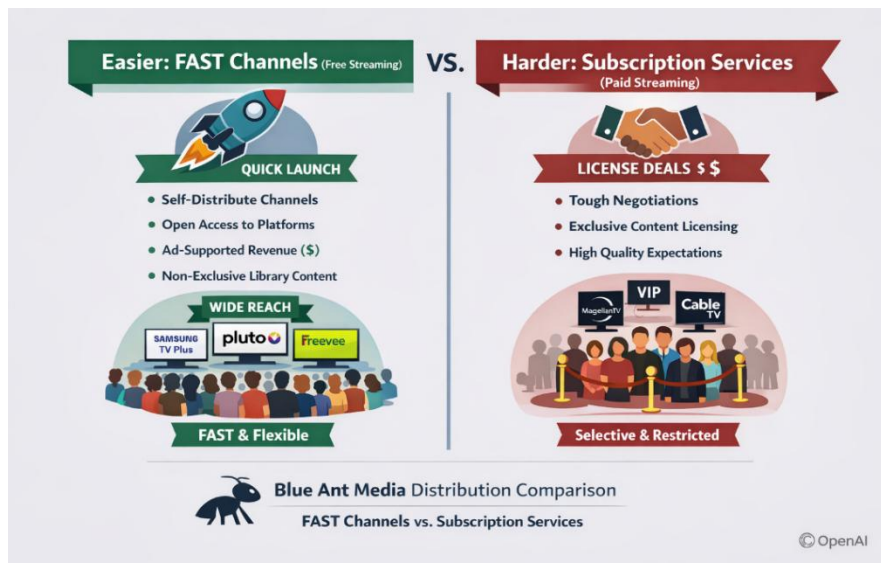 Easier: FAST Channels (Free Streaming)
VS.
Harder: Subscription Services
(Paid Streaming)
QUICK LAUNCH
• Self-Distribute Channels
• Open Access to Platforms
• Ad-Supported Revenue ($)
• Non-Exclusive Library Content
WIDE REACH
SAMSUNG
TV Plus
pluto
Freevee
FAST & Flexible
LICENSE DEALS $ $
• Tough Negotiations
• Exclusive Content Licensing
• High Quality Expectations
MagellanTV
VIP
Cable
TV
Selective & Restricted
Blue Ant Media Distribution Comparison
FAST Channels vs. Subscription Services
© OpenAI